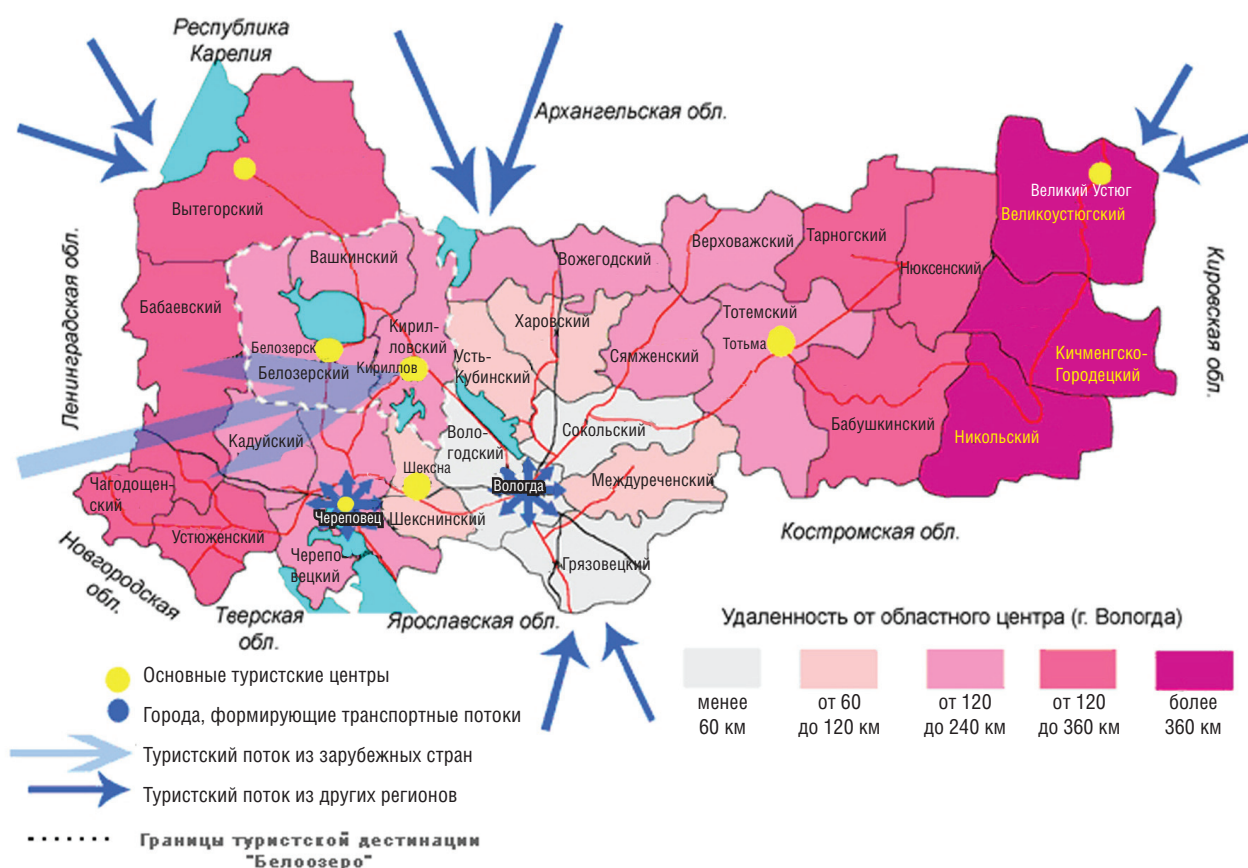 Республика
Карелия
Архангельская обл.
Вытегорский
Великий Устюг
Великоустюгский
Ленинградская обл.
Вашкинский
Вожегодский
Верховажский
Тарногский
Нюксенский
Кировская обл.
Бабаевский
Белозерск
Белозерский
Кирил-
ловский
Кириллов
Харовский
Усть-
Кубинский
Сямженский
Тотемский
Тотьма
Кичменгско-
Городецкий
Кадуйский
Воло-
годский
Сокольский
Бабушкинский
Никольский
Чагодощен-
ский
Шексна
Вологда
Междуреченский
Череповец
Шекснинский
Устюженский
Черепо-
вецкий
Грязовецкий
Костромская обл.
Новгородская
обл.
Тверская
обл.
Ярославская обл.
Удаленность от областного центра (г. Вологда)
менее
60 км
от 60
до 120 км
от 120
до 240 км
от 120
до 360 км
более
360 км
Основные туристские центры
Города, формирующие транспортные потоки
Туристский поток из зарубежных стран
Туристский поток из других регионов
Границы туристской дестинации
"Белоозеро"